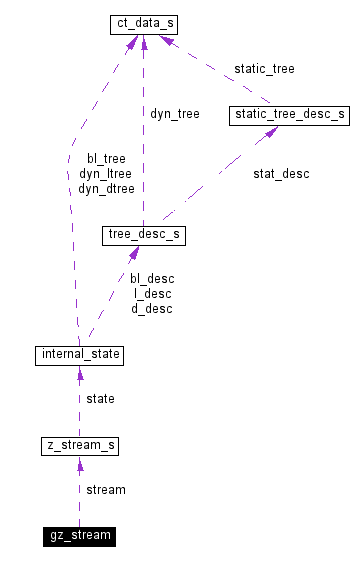 ct_data_s
static_tree
dyn_tree
static_tree_desc_s
bl_tree
dyn_ltree
dyn_dtree
stat_desc
tree_desc_s
bl_desc
l_desc
d_desc
internal_state
state
z_stream_s
stream
gz_stream